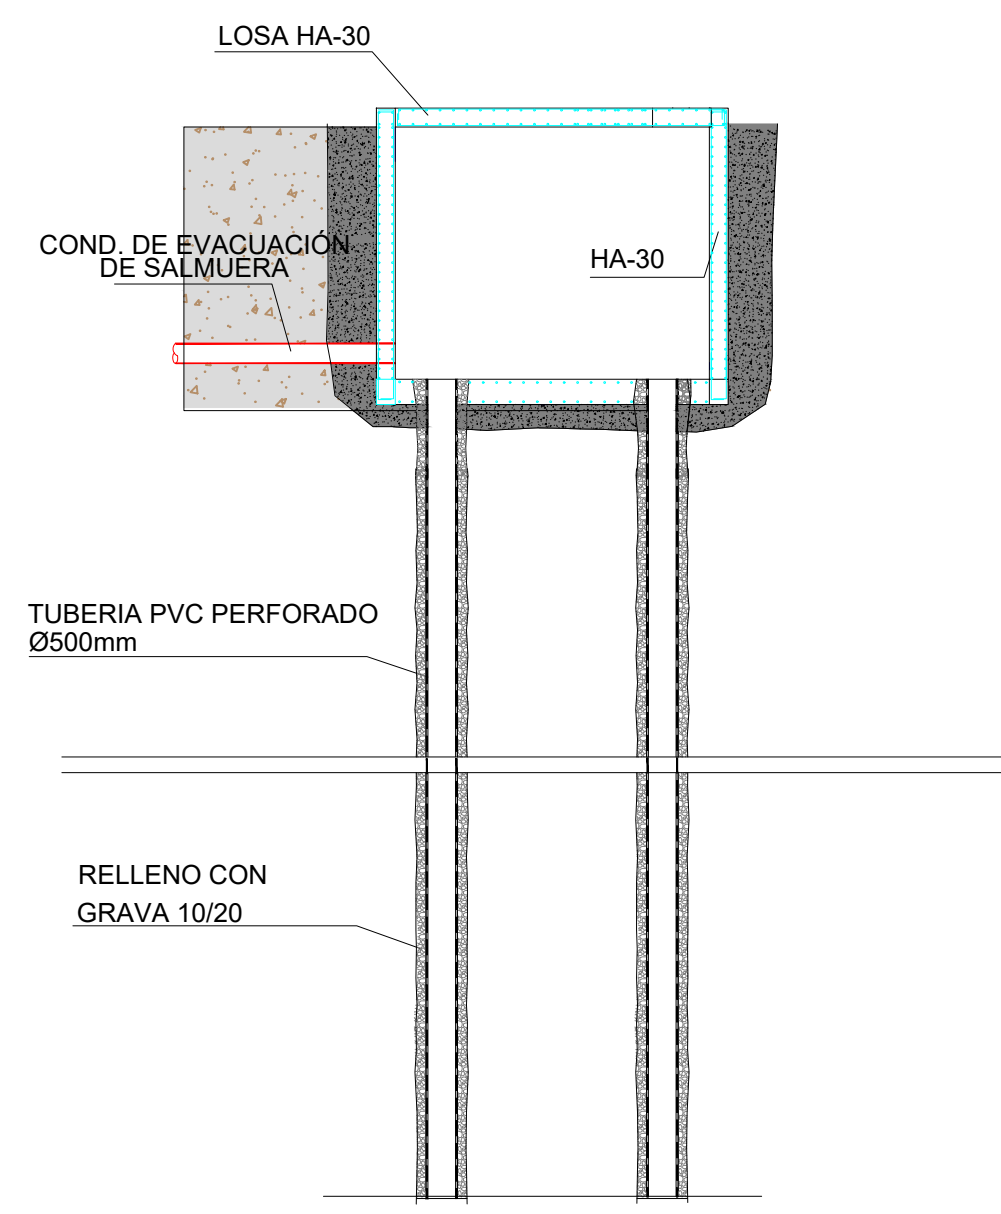 LOSA HA-30
COND. DE EVACUACIÓN
DE SALMUERA
HA-30
TUBERIA PVC PERFORADO
Ø500mm
RELLENO CON
GRAVA 10/20